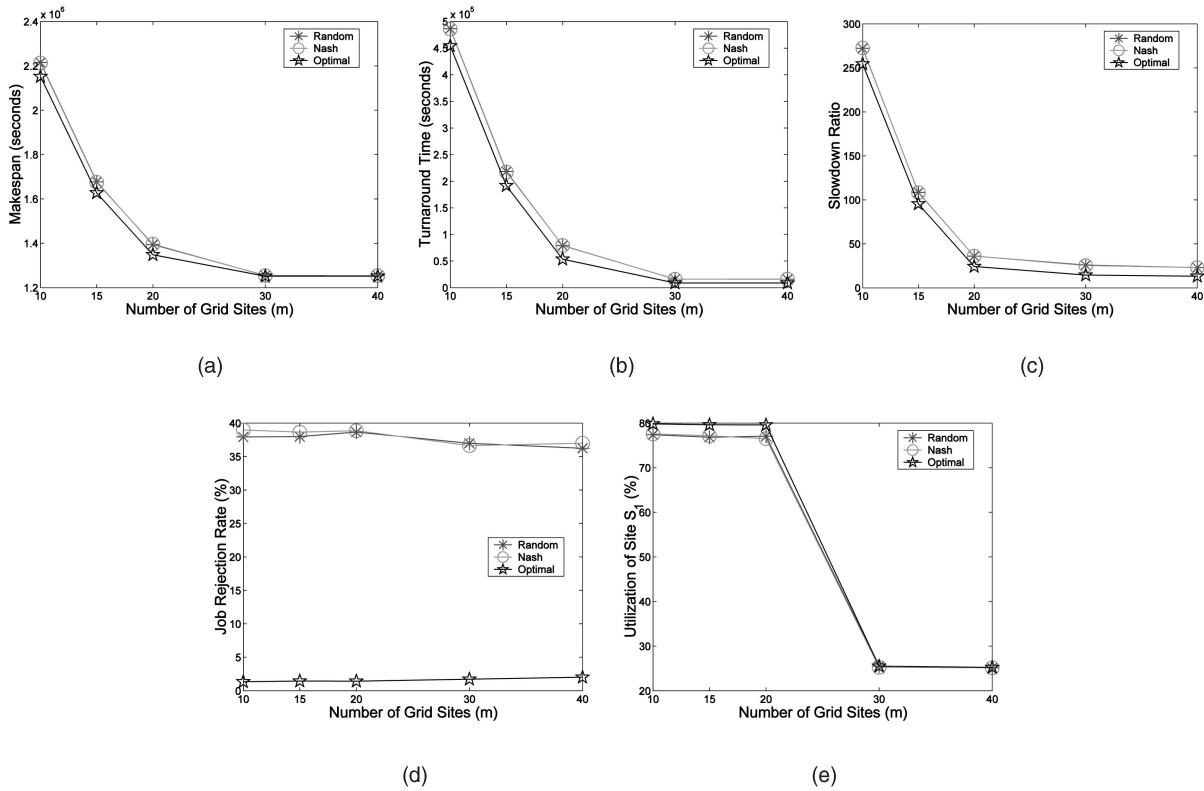 2.4 × 10⁶
2.2
2
1.8
1.6
1.4
1.2
10 15 20 30 40
Makespan (seconds)
Number of Grid Sites (m)
Random
Nash
Optimal
(a)
5 × 10⁵
4.5
4
3.5
3
2.5
2
1.5
1
0.5
0
10 15 20 30 40
Turnaround Time (seconds)
Number of Grid Sites (m)
Random
Nash
Optimal
(b)
300
250
200
150
100
50
0
10 15 20 30 40
Slowdown Ratio
Number of Grid Sites (m)
Random
Nash
Optimal
(c)
40
35
30
25
20
15
10
5
0
10 15 20 30 40
Job Rejection Rate (%)
Number of Grid Sites (m)
Random
Nash
Optimal
(d)
80
70
60
50
40
30
20
10 15 20 30 40
Utilization of Site S₁ (%)
Number of Grid Sites (m)
Random
Nash
Optimal
(e)